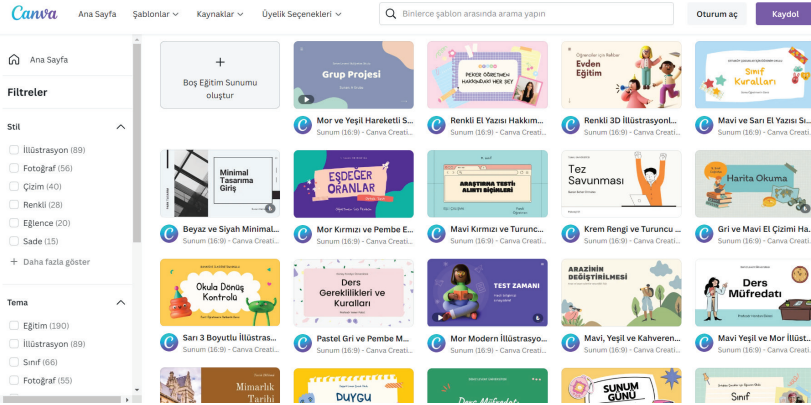 Canva
Ana Sayfa
Şablonlar
Kaynaklar
Üyelik Seçenekleri
Binlerce şablon arasında arama yapın
Oturum aç
Kaydol
Ana Sayfa
Filtreler
Stil
İllüstrasyon (89)
Fotoğraf (56)
Çizim (40)
Renkli (28)
Eğlence (20)
Sade (15)
+ Daha fazla göster
Tema
Eğitim (190)
İllüstrasyon (89)
Sınıf (66)
Fotoğraf (55)
+
Boş Eğitim Sunumu
oluştur
Grup Projesi
Mor ve Yeşil Hareketli S...
Sunum (16:9) - Canva Creati...
PEKER ÖĞRETMEN
HAKKINDAKİ HER ŞEY
Renkli El Yazısı Hakkım...
Sunum (16:9) - Canva Creati...
Öğrenciler için Rehber
Evden
Eğitim
Renkli 3D İllüstrasyonl...
Sunum (16:9) - Canva Creati...
Sınıf
Kuralları
Mavi ve Sarı El Yazısı Sı...
Sunum (16:9) - Canva Creati...
Minimal
Tasarıma
Giriş
Beyaz ve Siyah Minimal...
Sunum (16:9) - Canva Creati...
EŞDEĞER
ORANLAR
Mor Kırmızı ve Pembe E...
Sunum (16:9) - Canva Creati...
ARAŞTIRMA TESTİ:
ALINTI BİÇİMLERİ
Mavi Kırmızı ve Turunc...
Sunum (16:9) - Canva Creati...
Tez
Savunması
Krem Rengi ve Turuncu ...
Sunum (16:9) - Canva Creati...
Harita Okuma
Gri ve Mavi El Çizimi Ha...
Sunum (16:9) - Canva Creati...
Okula Dönüş
Kontrolü
Sarı 3 Boyutlu İllüstras...
Sunum (16:9) - Canva Creati...
Ders
Gereklilikleri ve
Kuralları
Pastel Gri ve Pembe M...
Sunum (16:9) - Canva Creati...
TEST ZAMANI
Mor Modern İllüstrasyo...
Sunum (16:9) - Canva Creati...
ARAZİNİN
DEĞİŞTİRİLMESİ
Mavi, Yeşil ve Kahveren...
Sunum (16:9) - Canva Creati...
Ders
Müfredatı
Mavi Yeşil ve Mor İllüst...
Sunum (16:9) - Canva Creati...
Mimarlık
Tarihi
DUYGU
Ders Müfredatı
SUNUM
GÜNÜ
Sınıf